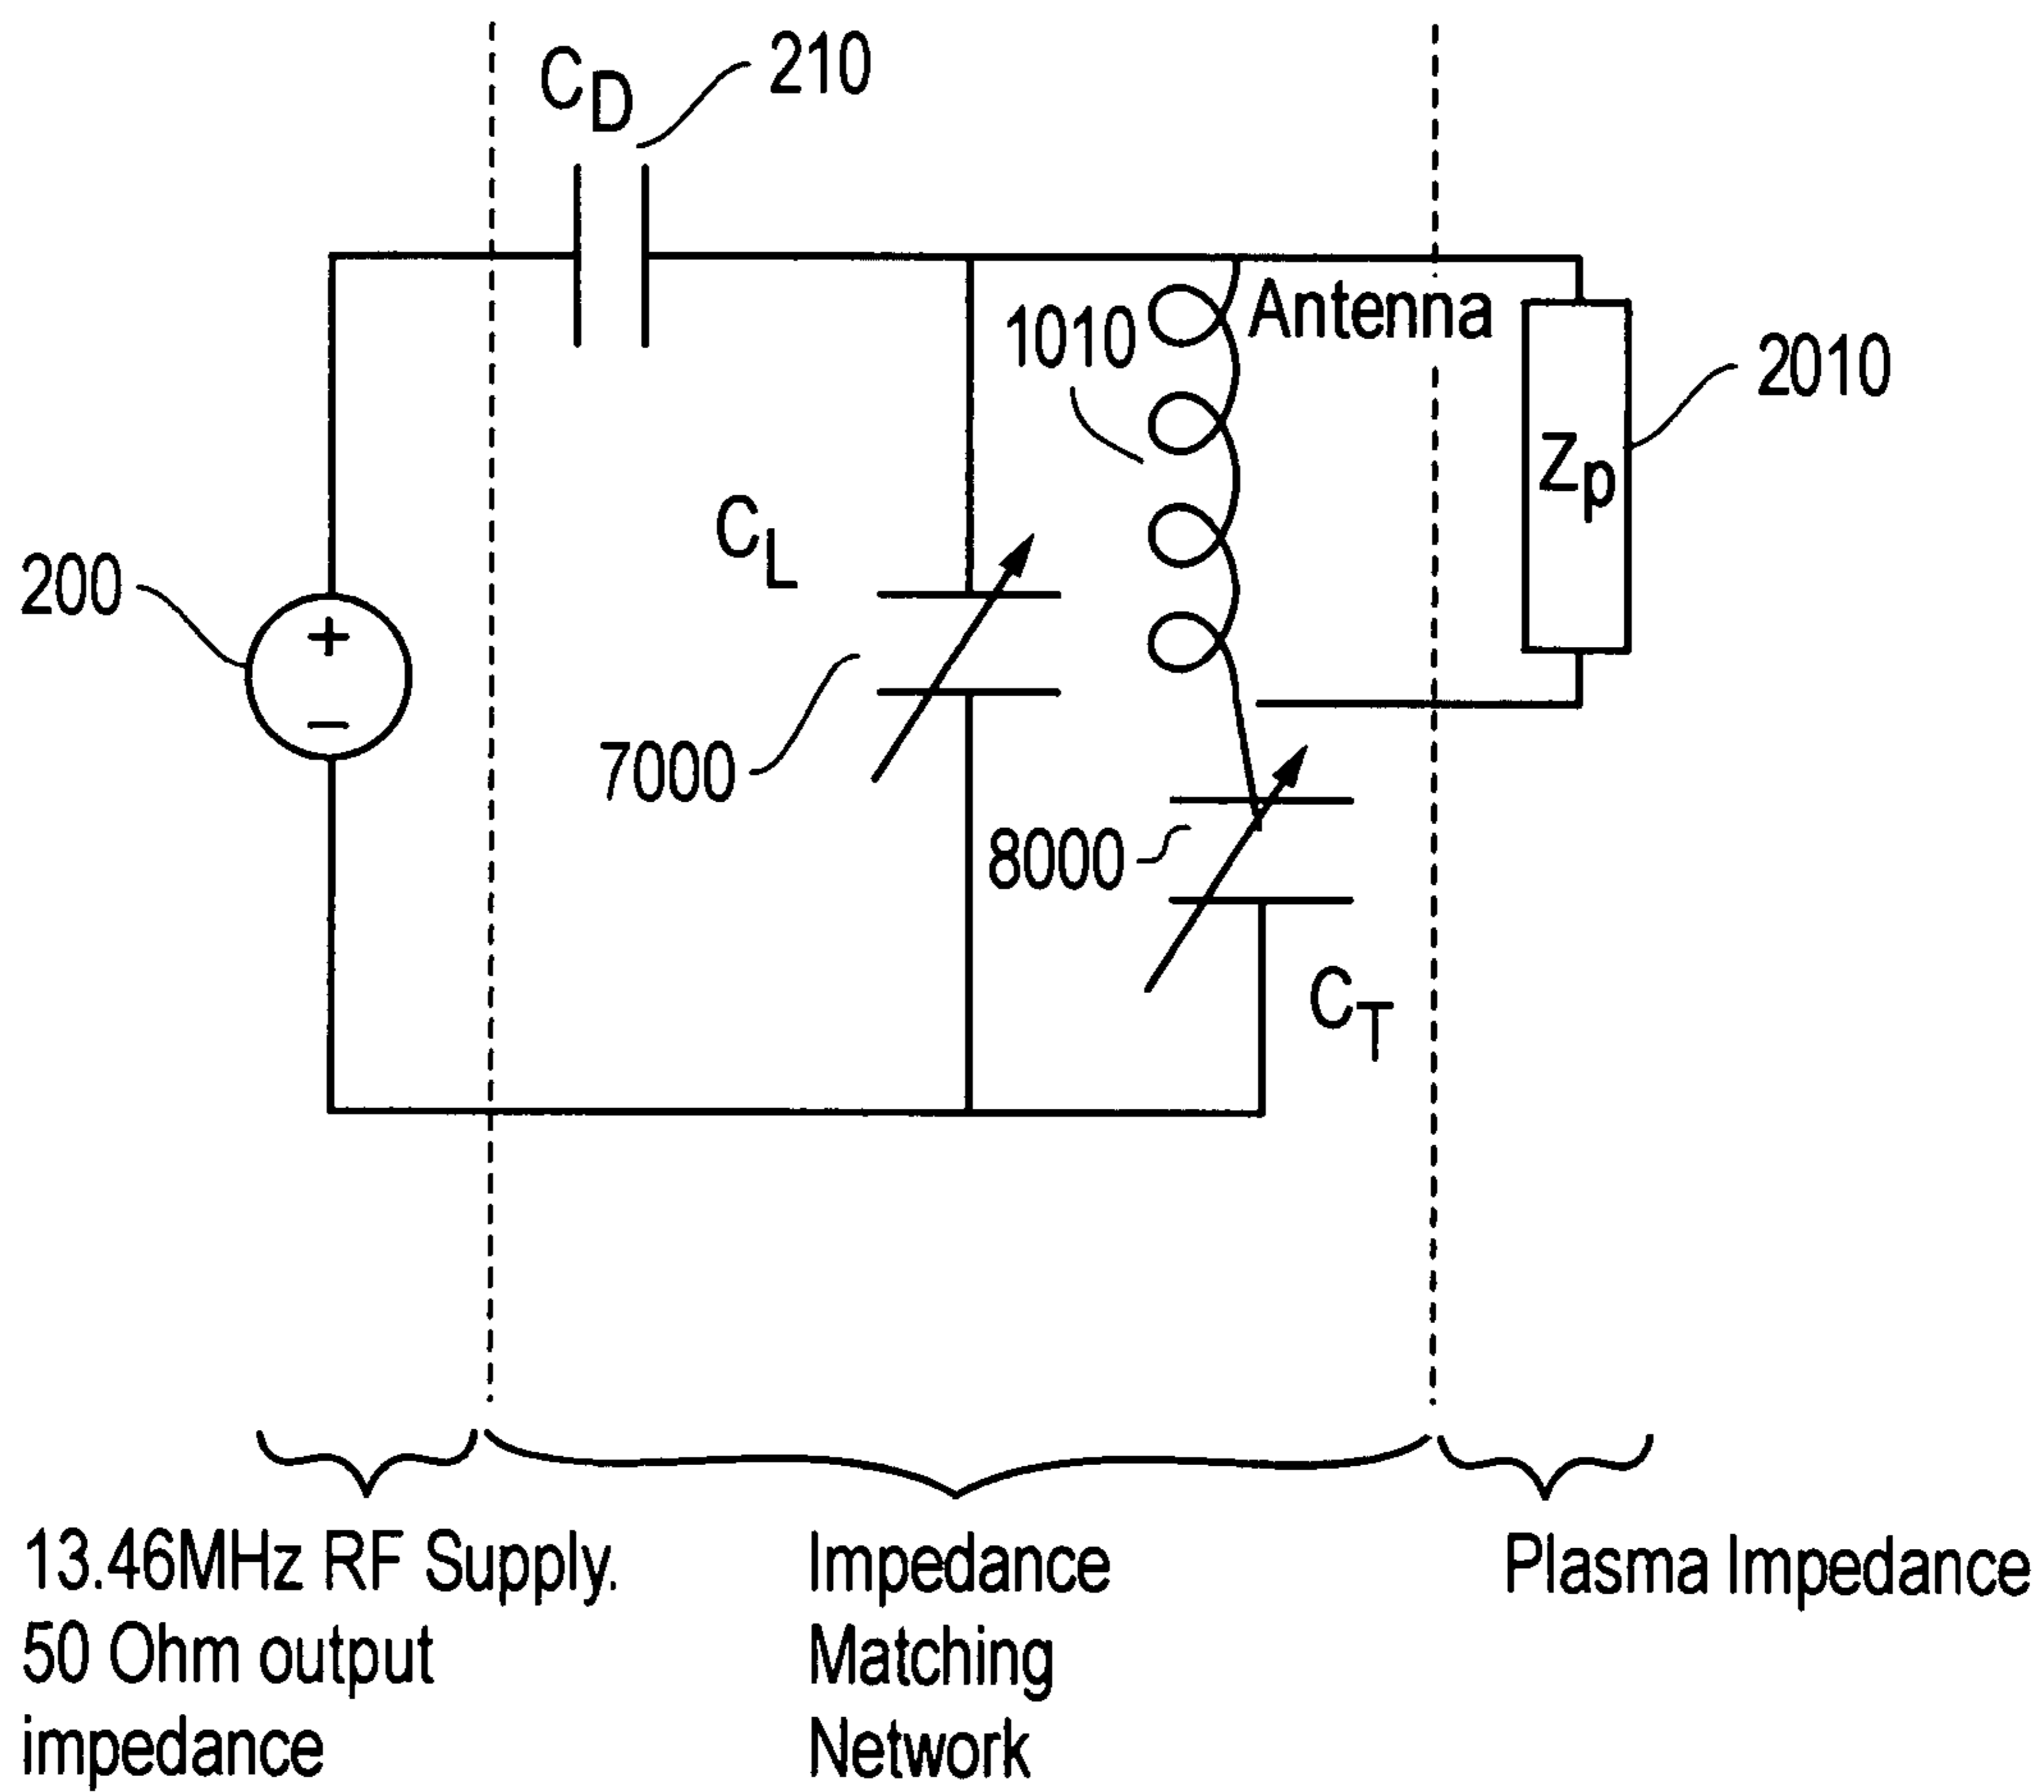 C_D
210
Antenna
1010
2010
Z_p
C_L
200
+
−
7000
8000
C_T
13.46MHz RF Supply.
50 Ohm output
impedance
Impedance
Matching
Network
Plasma Impedance